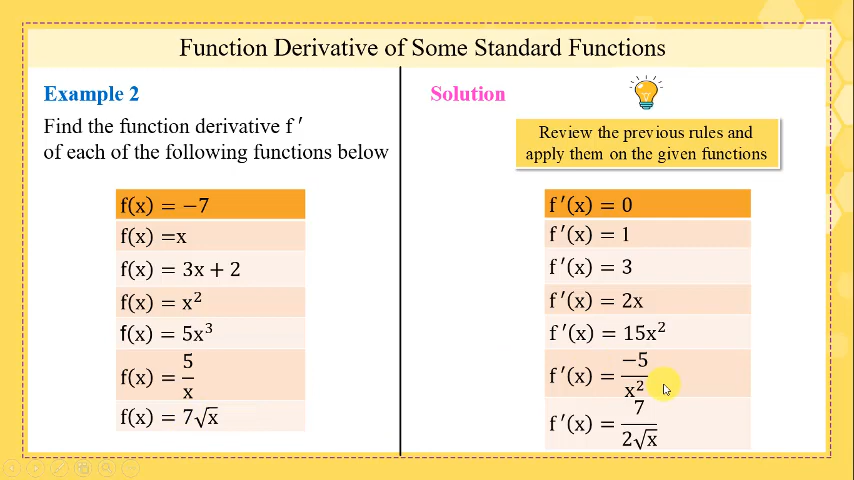 Function Derivative of Some Standard Functions
Example 2
Find the function derivative f ′
of each of the following functions below
f(x) = −7
f(x) =x
f(x) = 3x + 2
f(x) = x²
f(x) = 5x³
f(x) = 5/x
f(x) = 7√x
Solution
Review the previous rules and
apply them on the given functions
f ′(x) = 0
f ′(x) = 1
f ′(x) = 3
f ′(x) = 2x
f ′(x) = 15x²
f ′(x) = −5/x²
f ′(x) = 7/2√x